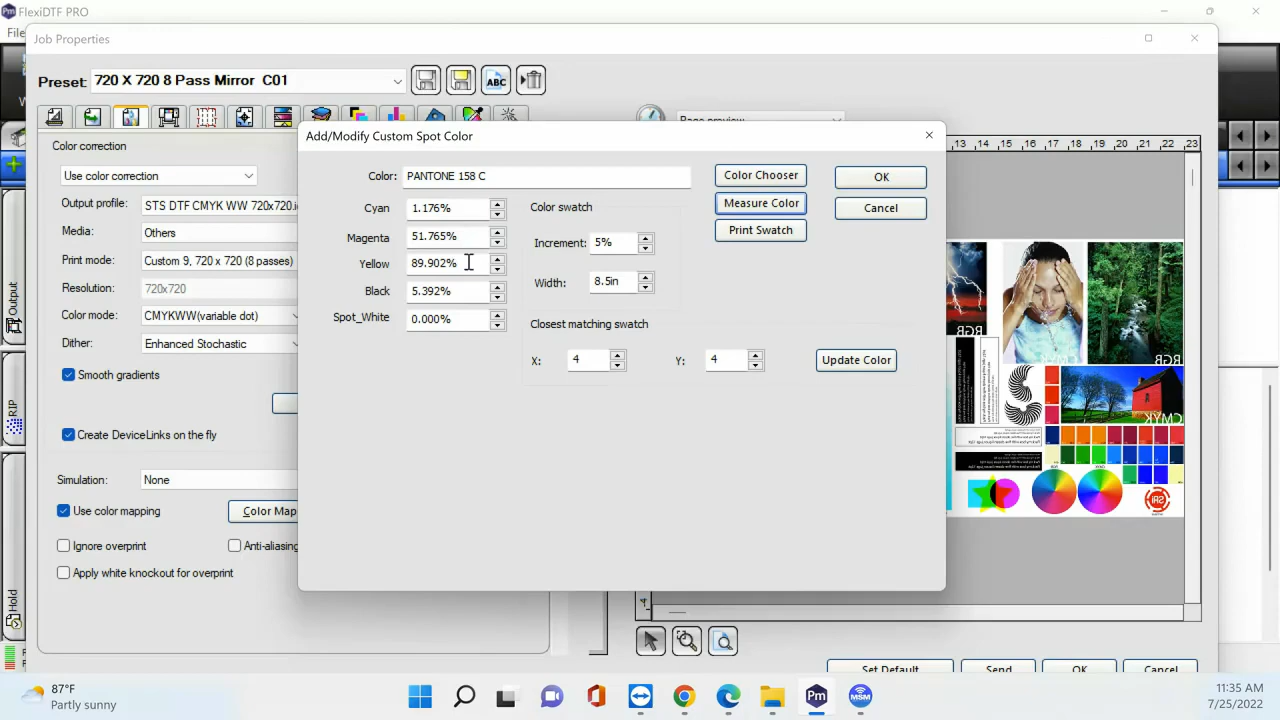 FlexiDTF PRO
File
Job Properties
Preset: 720 X 720 8 Pass Mirror C01
ABC
Color correction
Use color correction
Output profile: STS DTF CMYK WW 720x720.i
Media: Others
Print mode: Custom 9, 720 x 720 (8 passes)
Resolution: 720x720
Color mode: CMYKWW(variable dot)
Dither: Enhanced Stochastic
Smooth gradients
Create DeviceLinks on the fly
Simulation: None
Use color mapping
Color Map
Ignore overprint
Anti-aliasing
Apply white knockout for overprint
Output
RIP
Hold
Page preview
13 14 15 16 17 18 19 20 21 22 23
Add/Modify Custom Spot Color
Color: PANTONE 158 C
Cyan 1.176%
Magenta 51.765%
Yellow 89.902%
Black 5.392%
Spot_White 0.000%
Color swatch
Increment: 5%
Width: 8.5in
Closest matching swatch
X: 4
Y: 4
Update Color
Color Chooser
Measure Color
Print Swatch
OK
Cancel
RGB
RGB
CMYK
Set Default
Send
OK
Cancel
87°F
Partly sunny
Pm
MSM
11:35 AM
7/25/2022